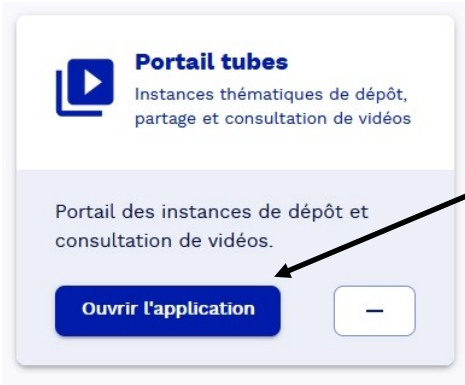 Portail tubes
Instances thématiques de dépôt,
partage et consultation de vidéos
Portail des instances de dépôt et
consultation de vidéos.
Ouvrir l'application